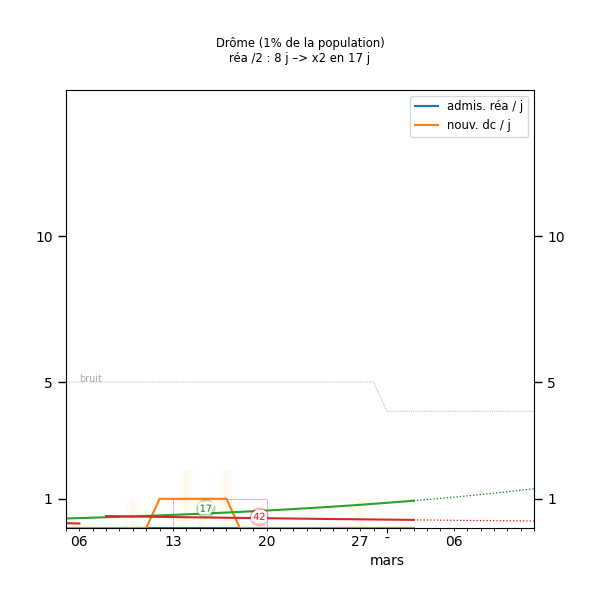 Drôme (1% de la population)
réa /2 : 8 j –> x2 en 17 j
admis. réa / j
nouv. dc / j
10 10
bruit
5 5
17
42
1 1
06 13 20 27 - 06
mars